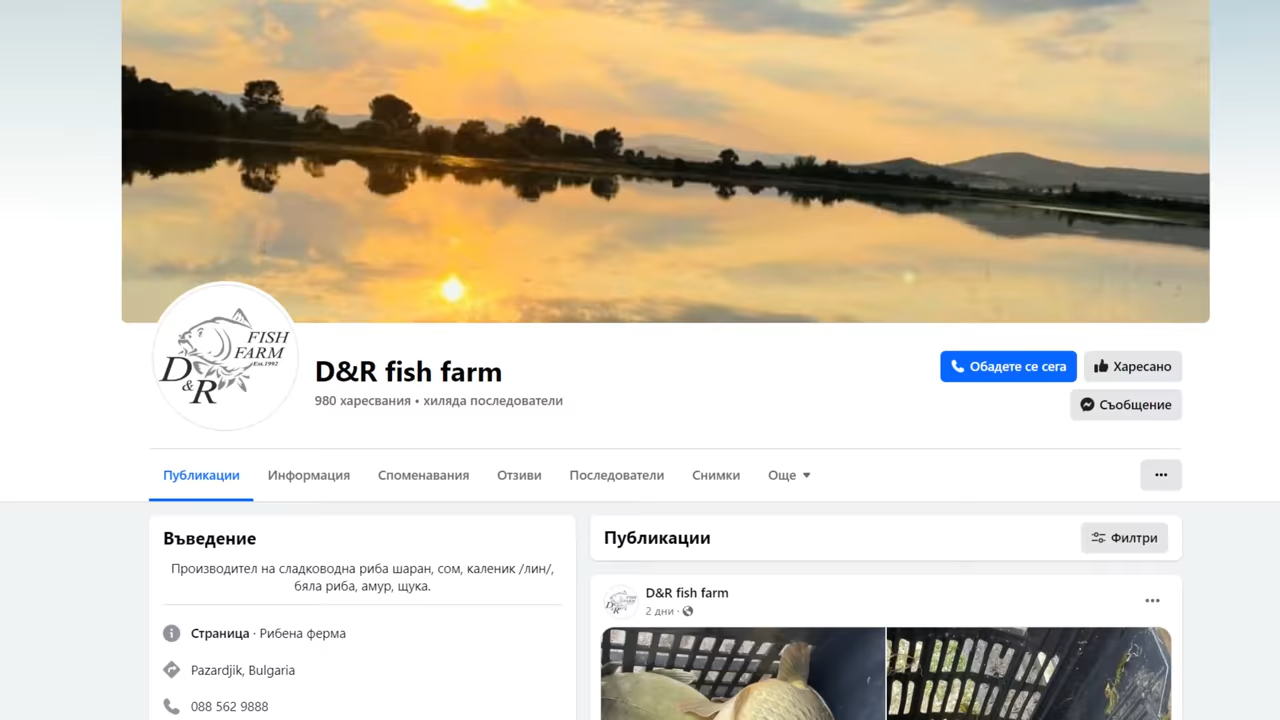 FISH
FARM
Est. 1992
D&R
D&R fish farm
980 харесвания • хиляда последователи
Обадете се сега
Харесано
Съобщение
Публикации
Информация
Споменавания
Отзиви
Последователи
Снимки
Още
Въведение
Производител на сладководна риба шаран, сом, каленик /лин/,
бяла риба, амур, щука.
Страница · Рибена ферма
Pazardjik, Bulgaria
088 562 9888
Публикации
Филтри
D&R fish farm
2 дни ·